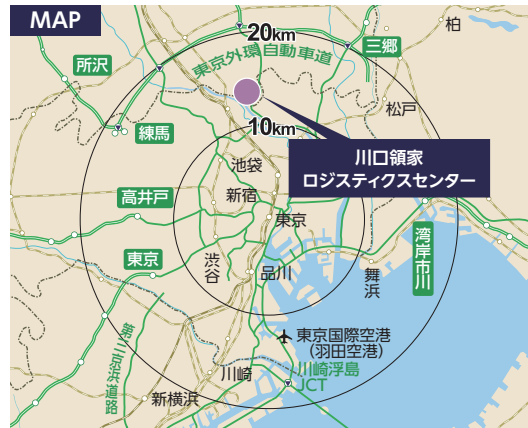 MAP
20km
東京外環自動車道
柏
三郷
所沢
松戸
練馬
10km
川口領家
ロジスティクスセンター
池袋
新宿
高井戸
東京
東京
渋谷
品川
舞浜
湾岸市川
東京国際空港
(羽田空港)
川崎浮島
JCT
川崎
第三京浜道路
新横浜